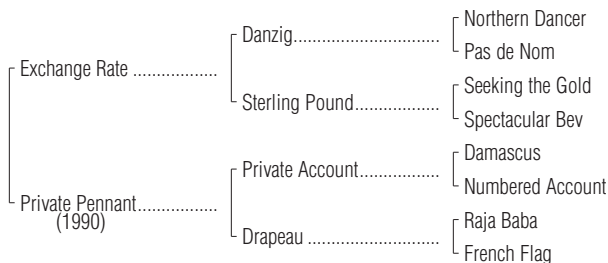 Northern Dancer
Danzig..................................
Pas de Nom
Exchange Rate ...................
Seeking the Gold
Sterling Pound...................
Spectacular Bev
Damascus
Private Account..................
Numbered Account
Private Pennant..................
(1990)
Raja Baba
Drapeau ..............................
French Flag